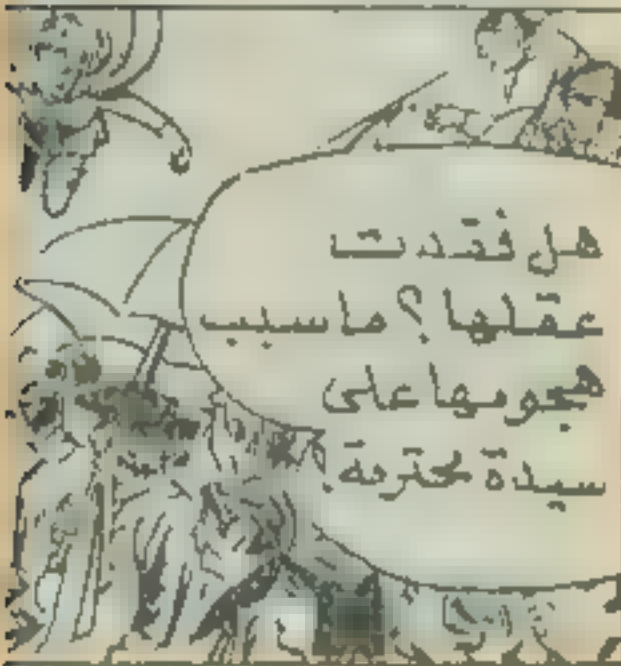 هل فقدت
عقلها؟ ما سبب
هجومها على
سيدة محترمة.